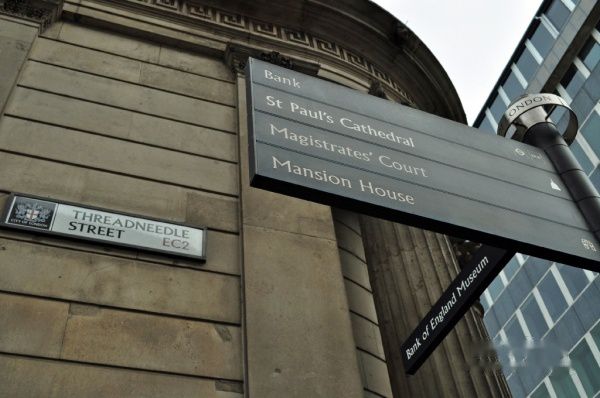 Bank
St Paul's Cathedral
Magistrates' Court
Mansion House
LONDON
Bank of England Museum
THREADNEEDLE
STREET EC2